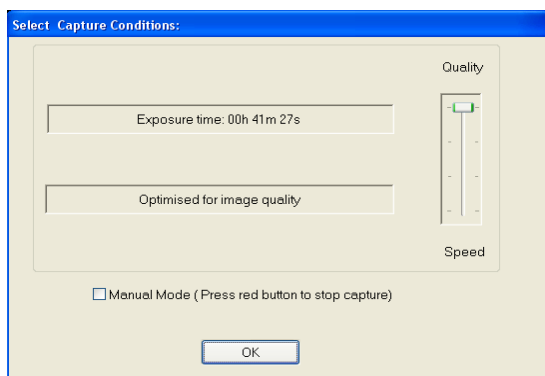 Select Capture Conditions:
Quality
Exposure time: 00h 41m 27s
Optimised for image quality
Speed
Manual Mode ( Press red button to stop capture)
OK